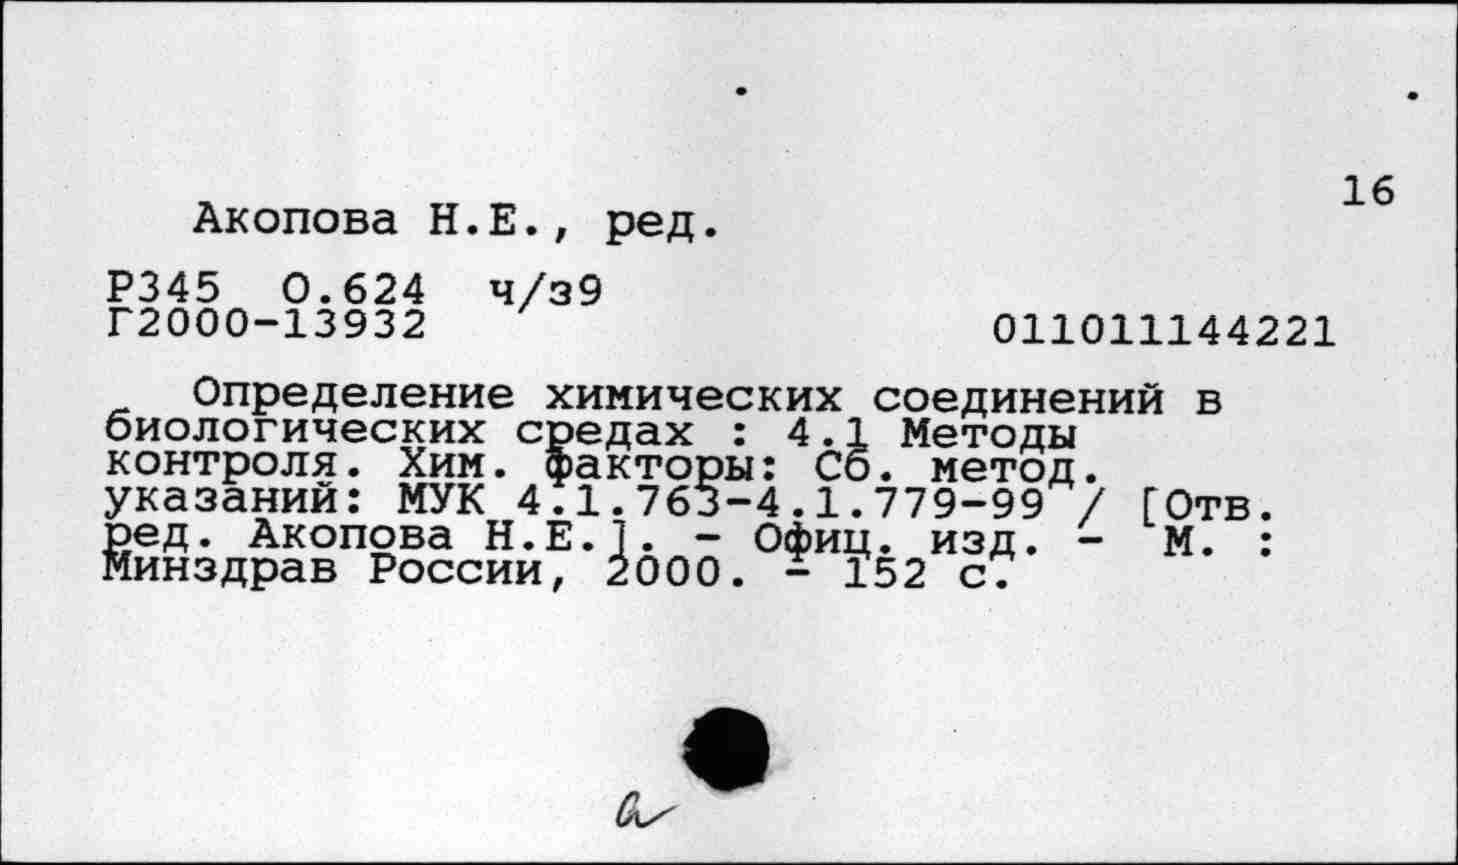 16
Акопова Н.Е., ред.
Р345 О.624 ч/з9
Г2000-13932
011011144221
Определение химических соединений в
биологических средах : 4.1 Методы
контроля. Хим. факторы: Сб. метод.
указаний: МУК 4.1.763-4.1.779-99 / [Отв.
ред. Акопова Н.Е.]. - Офиц. изд. - М. :
Минздрав России, 2000. - 152 с.